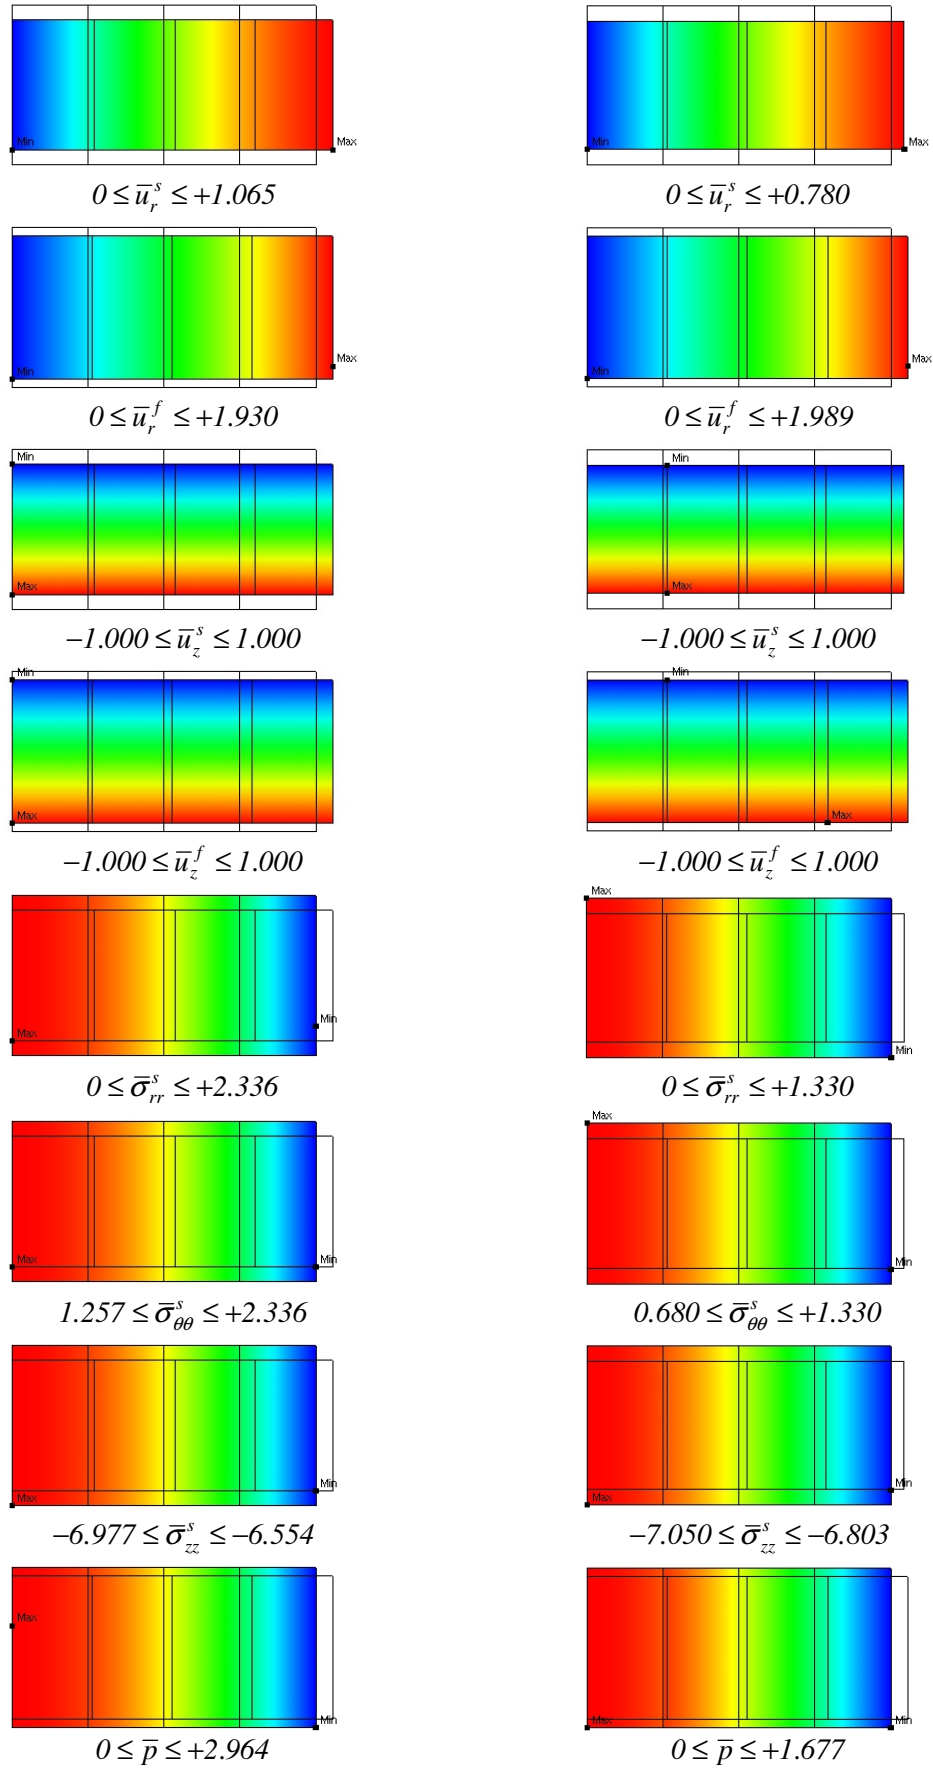 Min Max Min Max
0 ≤ ū_r^s ≤ +1.065 0 ≤ ū_r^s ≤ +0.780
Max Max
Min Min
0 ≤ ū_r^f ≤ +1.930 0 ≤ ū_r^f ≤ +1.989
Min Min
Max Max
−1.000 ≤ ū_z^s ≤ 1.000 −1.000 ≤ ū_z^s ≤ 1.000
Min Min
Max Max
−1.000 ≤ ū_z^f ≤ 1.000 −1.000 ≤ ū_z^f ≤ 1.000
Max
Min
Max Min
0 ≤ σ̄_rr^s ≤ +2.336 0 ≤ σ̄_rr^s ≤ +1.330
Max
Max Min Min
1.257 ≤ σ̄_θθ^s ≤ +2.336 0.680 ≤ σ̄_θθ^s ≤ +1.330
Min Min
Max Max
−6.977 ≤ σ̄_zz^s ≤ −6.554 −7.050 ≤ σ̄_zz^s ≤ −6.803
Max
Min Max Min
0 ≤ p̄ ≤ +2.964 0 ≤ p̄ ≤ +1.677